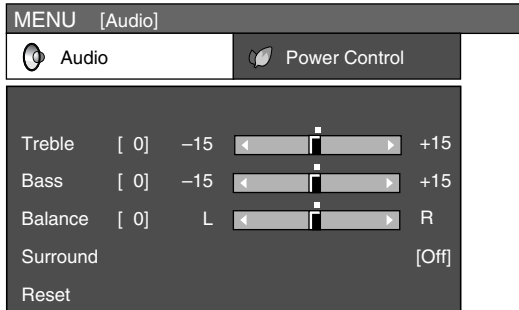 MENU [Audio]
Audio Power Control
Treble [ 0] –15 +15
Bass [ 0] –15 +15
Balance [ 0] L R
Surround [Off]
Reset